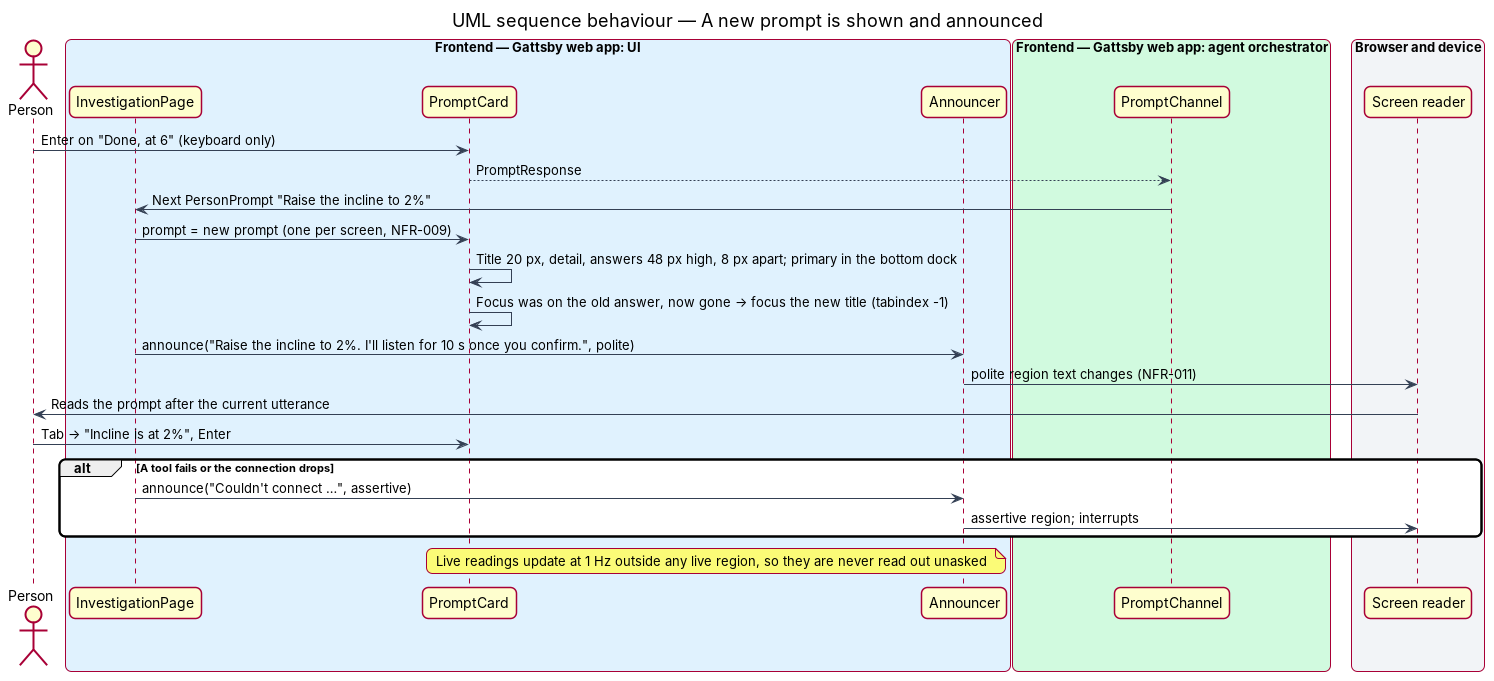 UML sequence behaviour — A new prompt is shown and announced
Frontend — Gattsby web app: UI
Frontend — Gattsby web app: agent orchestrator
Browser and device
Person
InvestigationPage
PromptCard
Announcer
PromptChannel
Screen reader
Enter on "Done, at 6" (keyboard only)
PromptResponse
Next PersonPrompt "Raise the incline to 2%"
prompt = new prompt (one per screen, NFR-009)
Title 20 px, detail, answers 48 px high, 8 px apart; primary in the bottom dock
Focus was on the old answer, now gone → focus the new title (tabindex -1)
announce("Raise the incline to 2%. I'll listen for 10 s once you confirm.", polite)
polite region text changes (NFR-011)
Reads the prompt after the current utterance
Tab → "Incline is at 2%", Enter
alt
[A tool fails or the connection drops]
announce("Couldn't connect ...", assertive)
assertive region; interrupts
Live readings update at 1 Hz outside any live region, so they are never read out unasked
Person
InvestigationPage
PromptCard
Announcer
PromptChannel
Screen reader